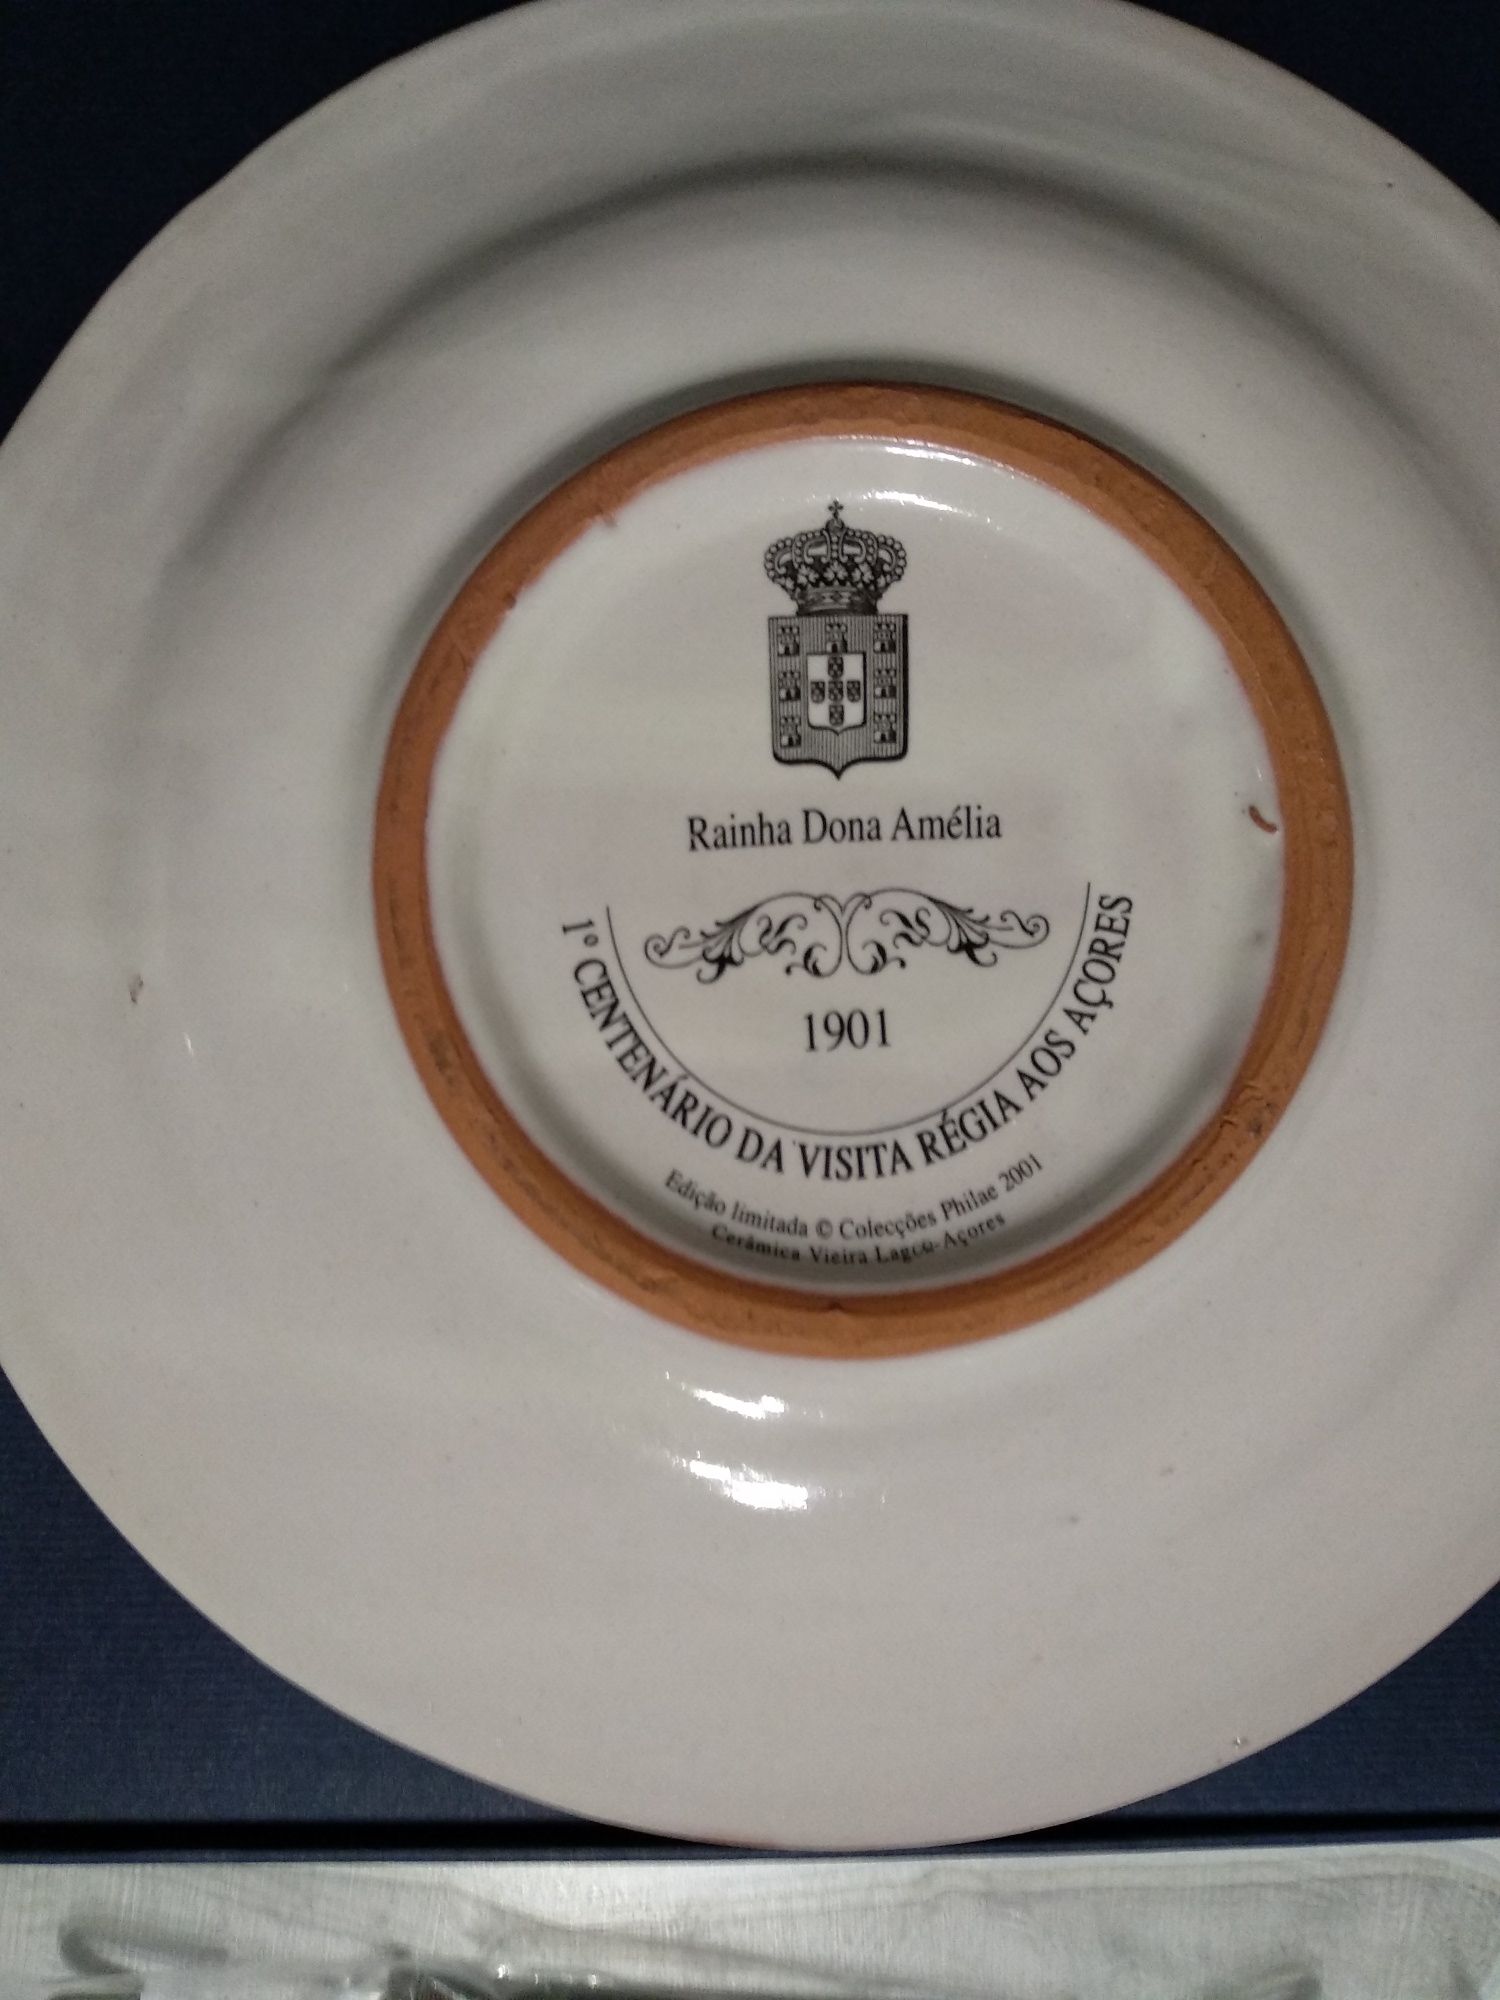 Rainha Dona Amélia
1901
1º CENTENÁRIO DA VISITA RÉGIA AOS AÇORES
Edição limitada © Colecções Philae 2001
Cerâmica Vieira Lagoa-Açores